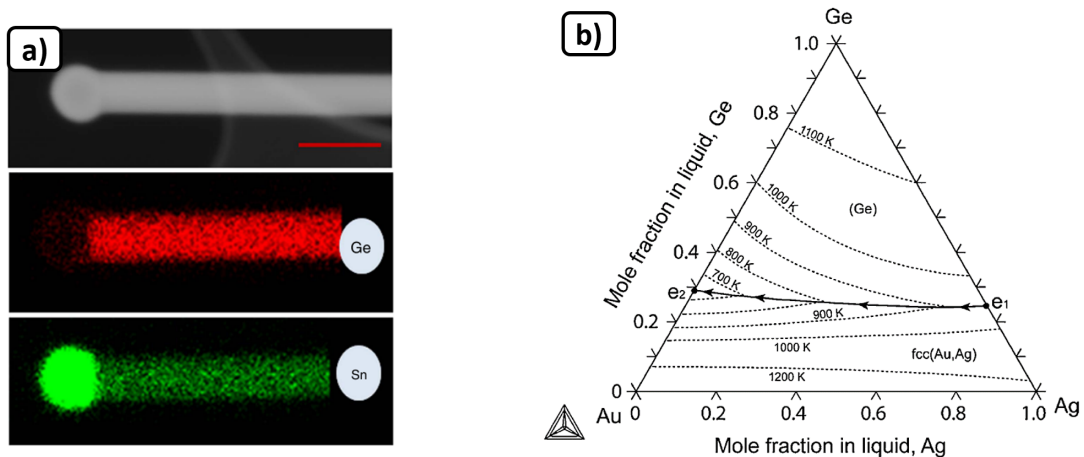 a)
Ge
Sn
b)
Ge
1.0
0.8
0.6
0.4
0.2
0
Mole fraction in liquid, Ge
1100 K
1000 K
(Ge)
900 K
800 K
700 K
e2
e1
900 K
1000 K
fcc(Au,Ag)
1200 K
Au
0
0.2
0.4
0.6
0.8
1.0
Ag
Mole fraction in liquid, Ag